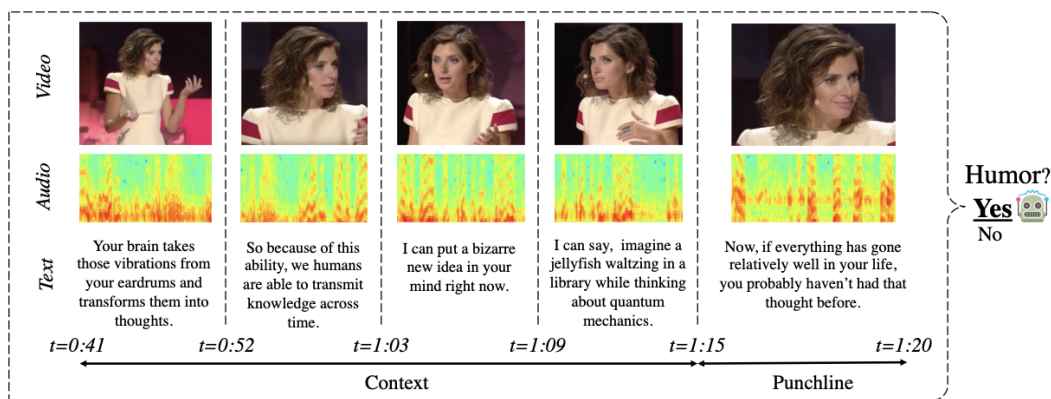 Video
Audio
Text
Your brain takes
those vibrations from
your eardrums and
transforms them into
thoughts.
So because of this
ability, we humans
are able to transmit
knowledge across
time.
I can put a bizarre
new idea in your
mind right now.
I can say,  imagine a
jellyfish waltzing in a
library while thinking
about quantum
mechanics.
Now, if everything has gone
relatively well in your life,
you probably haven't had that
thought before.
t=0:41
t=0:52
t=1:03
t=1:09
t=1:15
t=1:20
Context
Punchline
Humor?
Yes
No